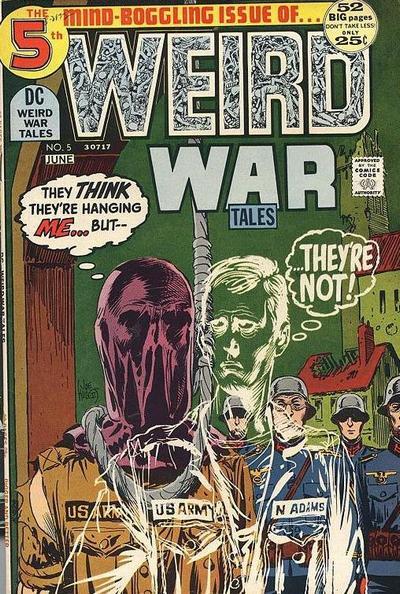 THE 5th MIND-BOGGLING ISSUE OF...
52
BIG pages
DON'T TAKE LESS!
ONLY
25¢
WEIRD
DC
WEIRD
WAR
TALES
NO. 5 30717
JUNE
WAR
TALES
APPROVED
BY THE
COMICS
CODE
AUTHORITY
THEY THINK
THEY'RE HANGING
ME... BUT--
...THEY'RE
NOT!
US ARM
US ARMY
N ADAMS